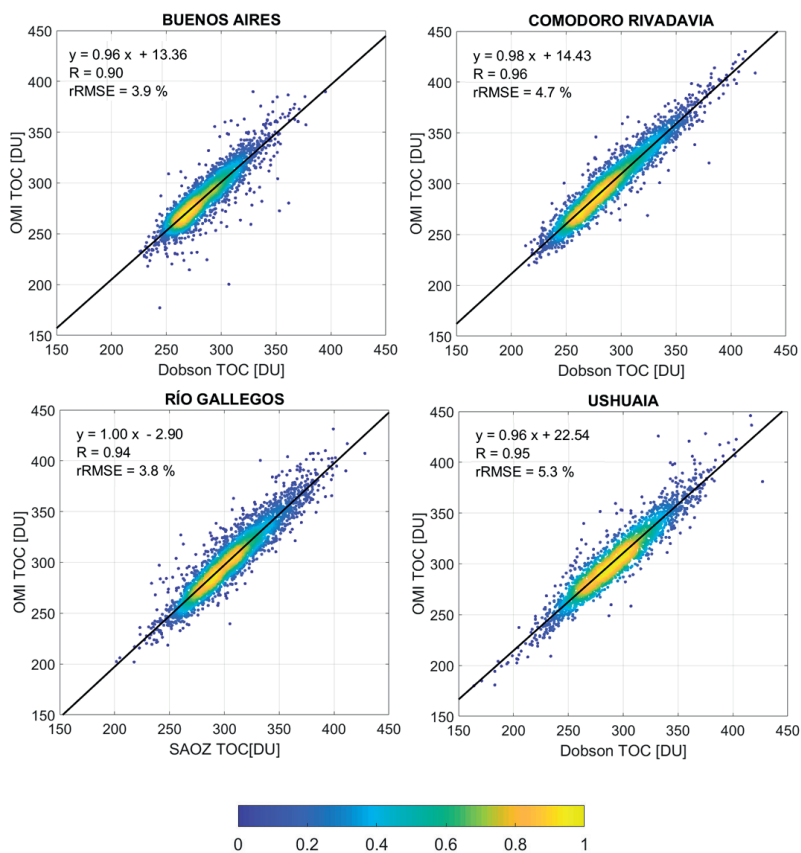 BUENOS AIRES
y = 0.96 x + 13.36
R = 0.90
rRMSE = 3.9 %
OMI TOC [DU]
450
400
350
300
250
200
150
150 200 250 300 350 400 450
Dobson TOC [DU]
COMODORO RIVADAVIA
y = 0.98 x + 14.43
R = 0.96
rRMSE = 4.7 %
OMI TOC [DU]
450
400
350
300
250
200
150
150 200 250 300 350 400 450
Dobson TOC [DU]
RÍO GALLEGOS
y = 1.00 x - 2.90
R = 0.94
rRMSE = 3.8 %
OMI TOC [DU]
450
400
350
300
250
200
150
150 200 250 300 350 400 450
SAOZ TOC[DU]
USHUAIA
y = 0.96 x + 22.54
R = 0.95
rRMSE = 5.3 %
OMI TOC [DU]
450
400
350
300
250
200
150
150 200 250 300 350 400 450
Dobson TOC [DU]
0 0.2 0.4 0.6 0.8 1